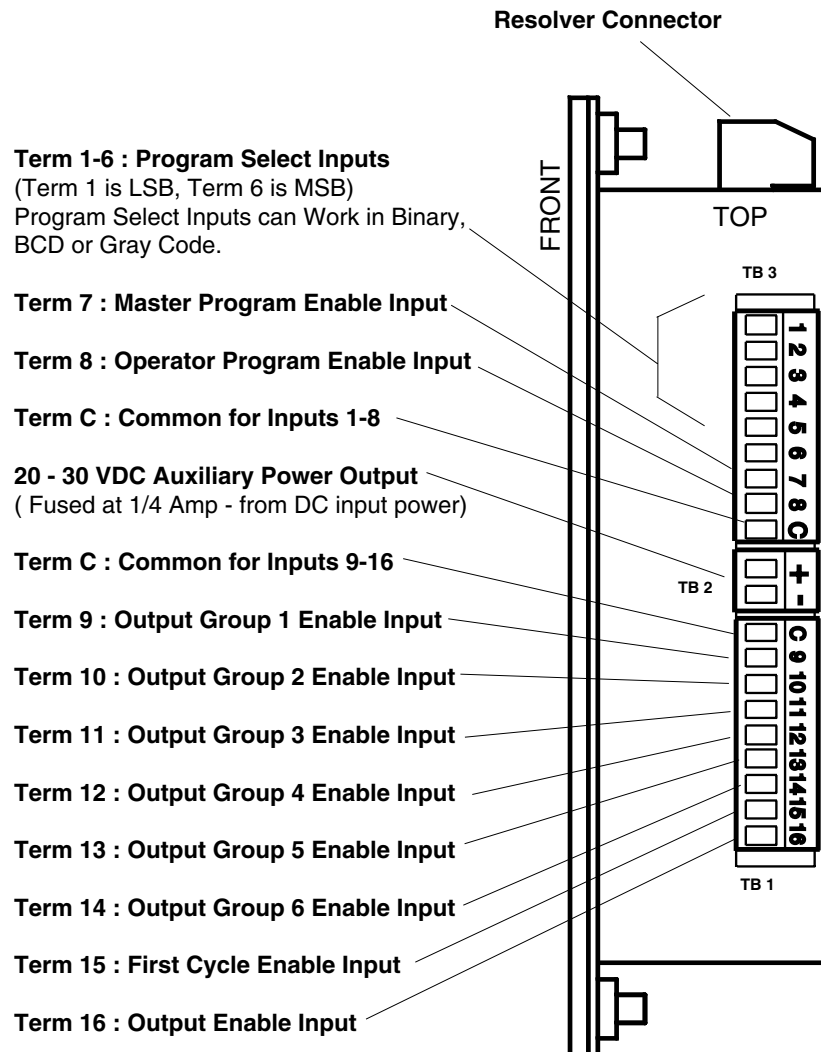 Resolver Connector
Term 1-6 : Program Select Inputs
(Term 1 is LSB, Term 6 is MSB)
Program Select Inputs can Work in Binary,
BCD or Gray Code.
Term 7 : Master Program Enable Input
Term 8 : Operator Program Enable Input
Term C : Common for Inputs 1-8
20 - 30 VDC Auxiliary Power Output
( Fused at 1/4 Amp - from DC input power)
Term C : Common for Inputs 9-16
Term 9 : Output Group 1 Enable Input
Term 10 : Output Group 2 Enable Input
Term 11 : Output Group 3 Enable Input
Term 12 : Output Group 4 Enable Input
Term 13 : Output Group 5 Enable Input
Term 14 : Output Group 6 Enable Input
Term 15 : First Cycle Enable Input
Term 16 : Output Enable Input
FRONT
TOP
TB 3
1
2
3
4
5
6
7
8
C
TB 2
+
-
C
9
10
11
12
13
14
15
16
TB 1